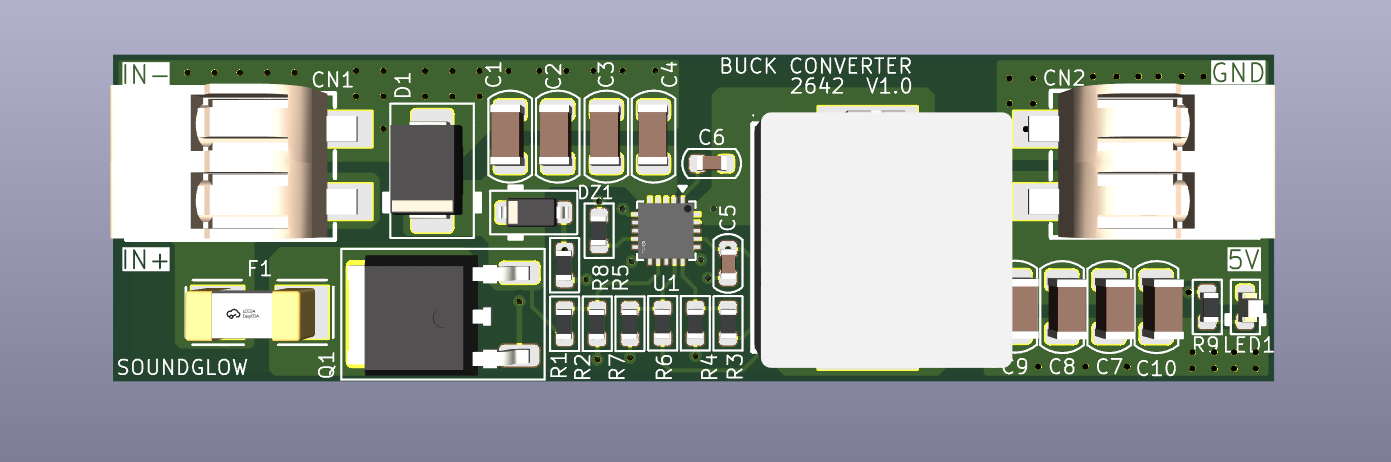 IN-
CN1
D1
C1
C2
C3
C4
BUCK CONVERTER
2642 V1.0
CN2
GND
C6
DZ1
C5
IN+
F1
R8
R5
U1
5V
SOUNDGLOW
Q1
R1
R2
R7
R6
R4
R3
C9
C8
C7
C10
R9
LED1